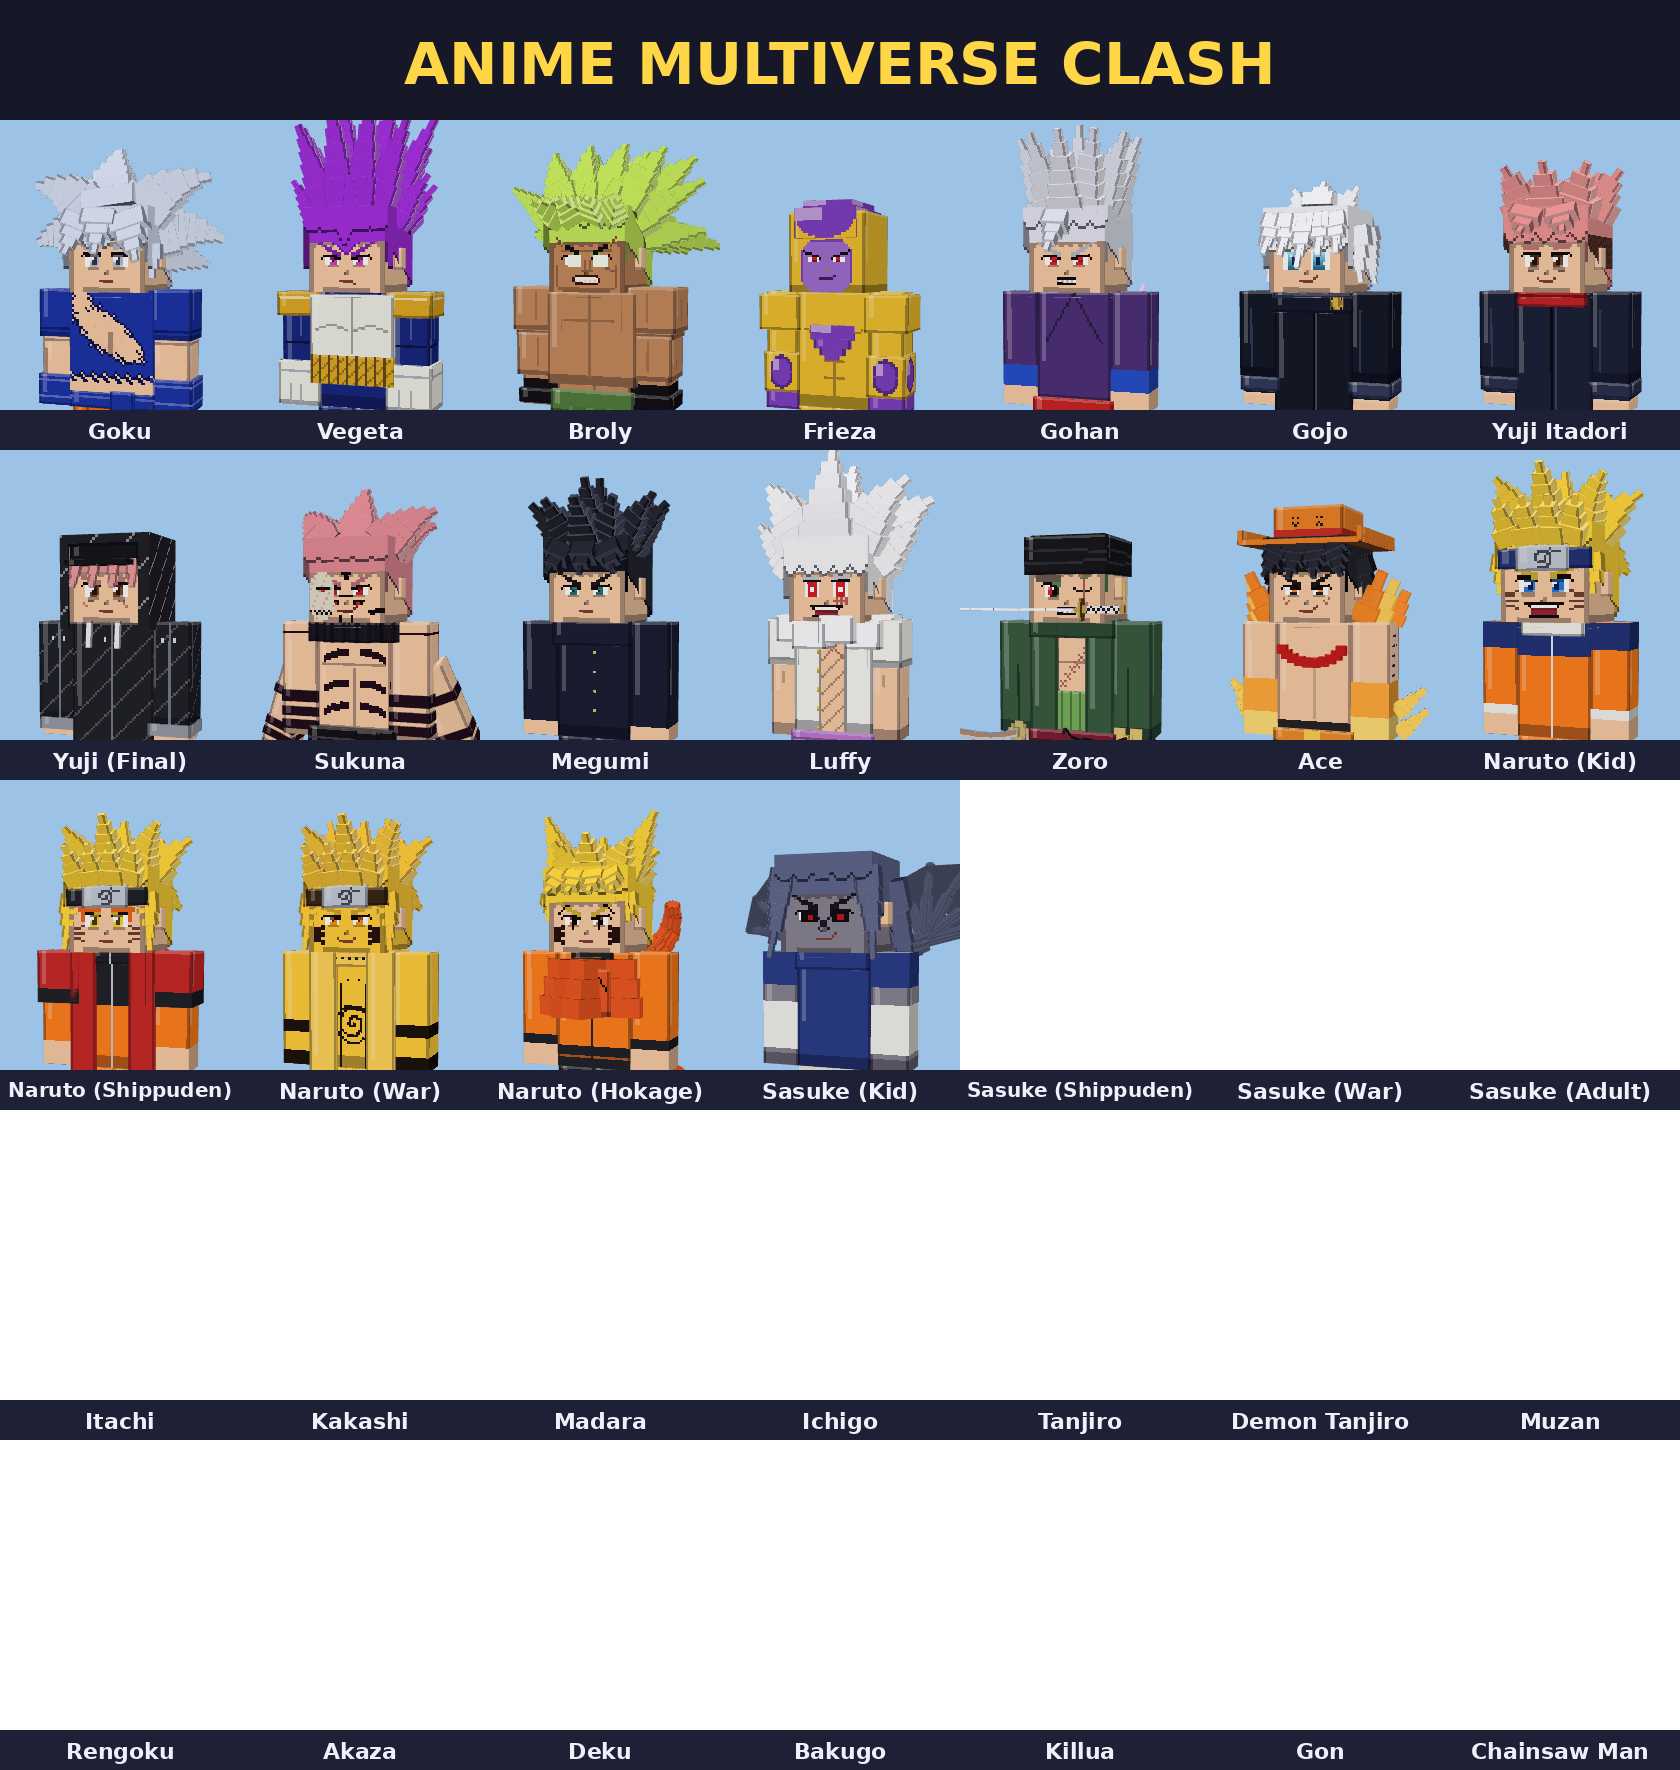 ANIME MULTIVERSE CLASH
Goku Vegeta Broly Frieza Gohan Gojo Yuji Itadori
Yuji (Final) Sukuna Megumi Luffy Zoro Ace Naruto (Kid)
Naruto (Shippuden) Naruto (War) Naruto (Hokage) Sasuke (Kid) Sasuke (Shippuden) Sasuke (War) Sasuke (Adult)
Itachi Kakashi Madara Ichigo Tanjiro Demon Tanjiro Muzan
Rengoku Akaza Deku Bakugo Killua Gon Chainsaw Man